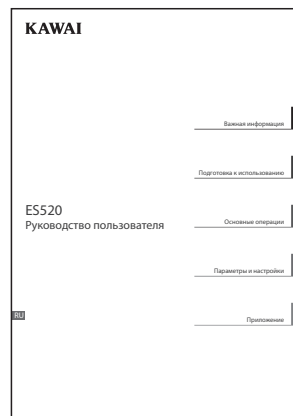 KAWAI
Важная информация
Подготовка к использованию
ES520
Руководство пользователя
Основные операции
Параметры и настройки
RU
Приложение